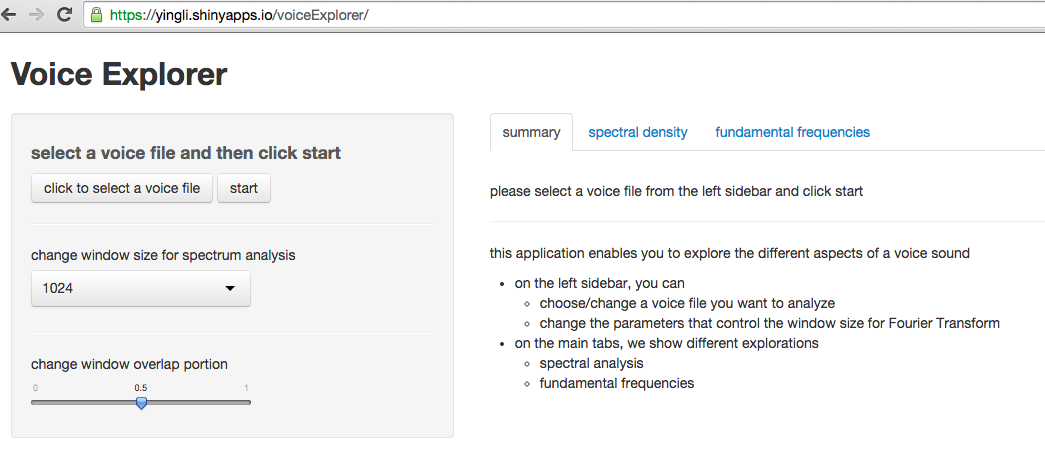 https://yingli.shinyapps.io/voiceExplorer/
Voice Explorer
select a voice file and then click start
click to select a voice file start
change window size for spectrum analysis
1024
change window overlap portion
0 0.5 1
summary spectral density fundamental frequencies
please select a voice file from the left sidebar and click start
this application enables you to explore the different aspects of a voice sound
on the left sidebar, you can
choose/change a voice file you want to analyze
change the parameters that control the window size for Fourier Transform
on the main tabs, we show different explorations
spectral analysis
fundamental frequencies